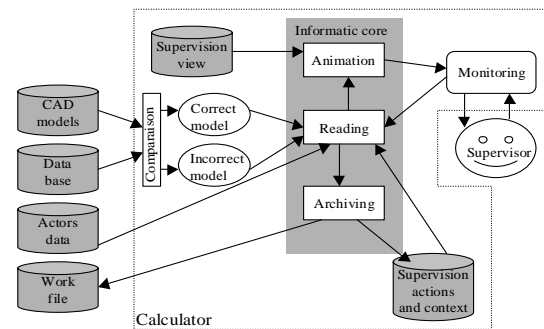 Supervision
view
Informatic core
Animation
Monitoring
CAD
models
Comparaison
Correct
model
Reading
Supervisor
Data
base
Incorrect
model
Actors
data
Archiving
Work
file
Supervision
actions
and context
Calculator